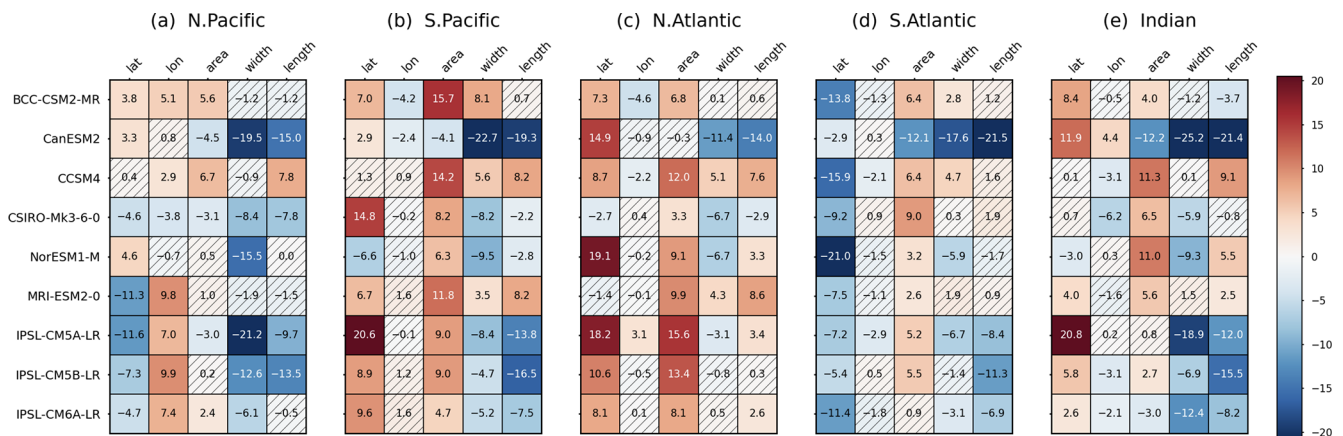 (a) N.Pacific (b) S.Pacific (c) N.Atlantic (d) S.Atlantic (e) Indian
lat lon area width length lat lon area width length lat lon area width length lat lon area width length lat lon area width length
BCC-CSM2-MR 3.8 5.1 5.6 −1.2 −1.2 7.0 −4.2 15.7 8.1 0.7 7.3 −4.6 6.8 0.1 0.6 −13.8 −1.3 6.4 2.8 1.2 8.4 −0.5 4.0 −1.2 −3.7
CanESM2 3.3 0.8 −4.5 −19.5 −15.0 2.9 −2.4 −4.1 −22.7 −19.3 14.9 −0.9 −0.3 −11.4 −14.0 −2.9 0.3 −12.1 −17.6 −21.5 11.9 4.4 −12.2 −25.2 −21.4
CCSM4 0.4 2.9 6.7 −0.9 7.8 1.3 0.9 14.2 5.6 8.2 8.7 −2.2 12.0 5.1 7.6 −15.9 −2.1 6.4 4.7 1.6 0.1 −3.1 11.3 0.1 9.1
CSIRO-Mk3-6-0 −4.6 −3.8 −3.1 −8.4 −7.8 14.8 −0.2 8.2 −8.2 −2.2 −2.7 0.4 3.3 −6.7 −2.9 −9.2 0.9 9.0 0.3 1.9 0.7 −6.2 6.5 −5.9 −0.8
NorESM1-M 4.6 −0.7 0.5 −15.5 0.0 −6.6 −1.0 6.3 −9.5 −2.8 19.1 −0.2 9.1 −6.7 3.3 −21.0 −1.5 3.2 −5.9 −1.7 −3.0 0.3 11.0 −9.3 5.5
MRI-ESM2-0 −11.3 9.8 1.0 −1.9 −1.5 6.7 1.6 11.8 3.5 8.2 −1.4 −0.1 9.9 4.3 8.6 −7.5 −1.1 2.6 1.9 0.9 4.0 −1.6 5.6 1.5 2.5
IPSL-CM5A-LR −11.6 7.0 −3.0 −21.2 −9.7 20.6 −0.1 9.0 −8.4 −13.8 18.2 3.1 15.6 −3.1 3.4 −7.2 −2.9 5.2 −6.7 −8.4 20.8 0.2 0.8 −18.9 −12.0
IPSL-CM5B-LR −7.3 9.9 0.2 −12.6 −13.5 8.9 1.2 9.0 −4.7 −16.5 10.6 −0.5 13.4 −0.8 0.3 −5.4 0.4 5.5 −1.4 −11.3 5.8 −3.1 2.7 −6.9 −15.5
IPSL-CM6A-LR −4.7 7.4 2.4 −6.1 −0.5 9.6 1.6 4.7 −5.2 −7.5 8.1 0.1 8.1 0.5 2.6 −11.4 −1.8 0.9 −3.1 −6.9 2.6 −2.1 −3.0 −12.4 −8.2
20
15
10
5
0
−5
−10
−15
−20